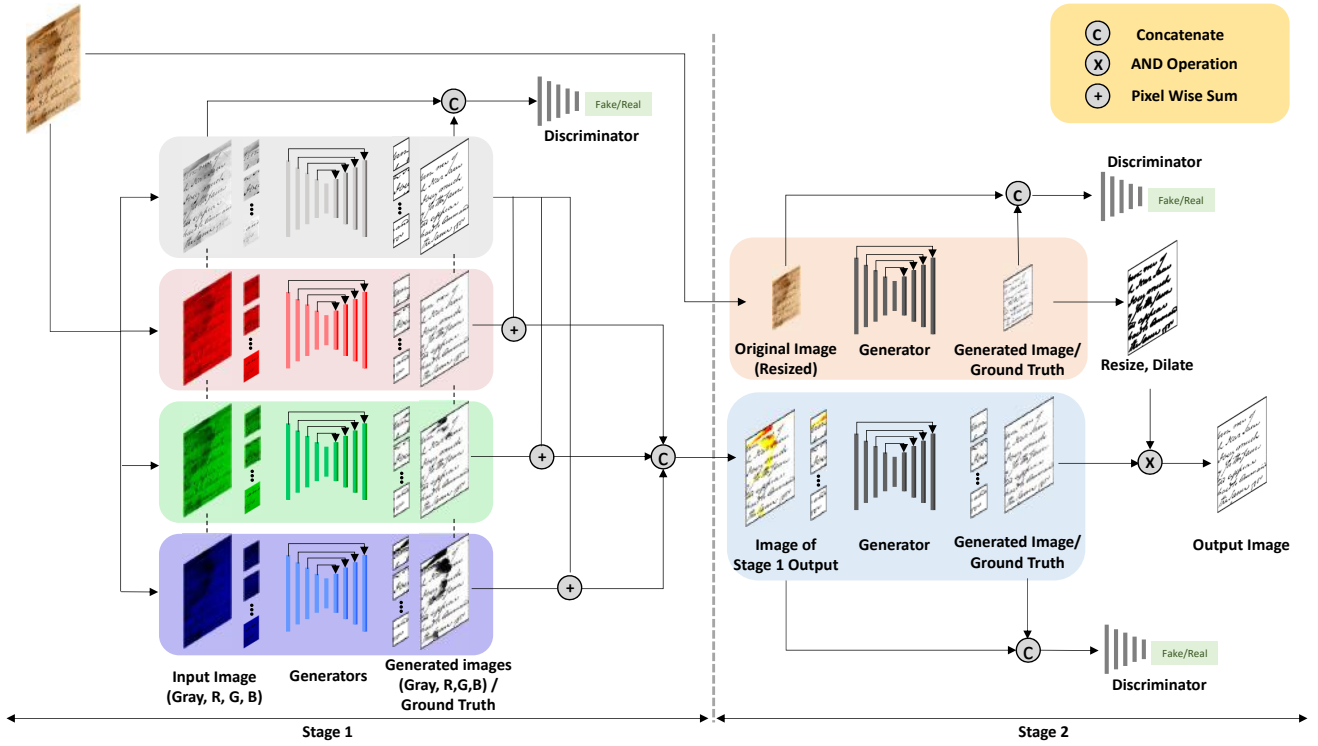 C
Concatenate
X
AND Operation
+
Pixel Wise Sum
C
Fake/Real
Discriminator
+
+
+
C
Input Image
(Gray, R, G, B)
Generators
Generated images
(Gray, R,G,B) /
Ground Truth
Stage 1
Discriminator
C
Fake/Real
Original Image
(Resized)
Generator
Generated Image/
Ground Truth
Resize, Dilate
X
Image of
Stage 1 Output
Generator
Generated Image/
Ground Truth
Output Image
C
Fake/Real
Discriminator
Stage 2